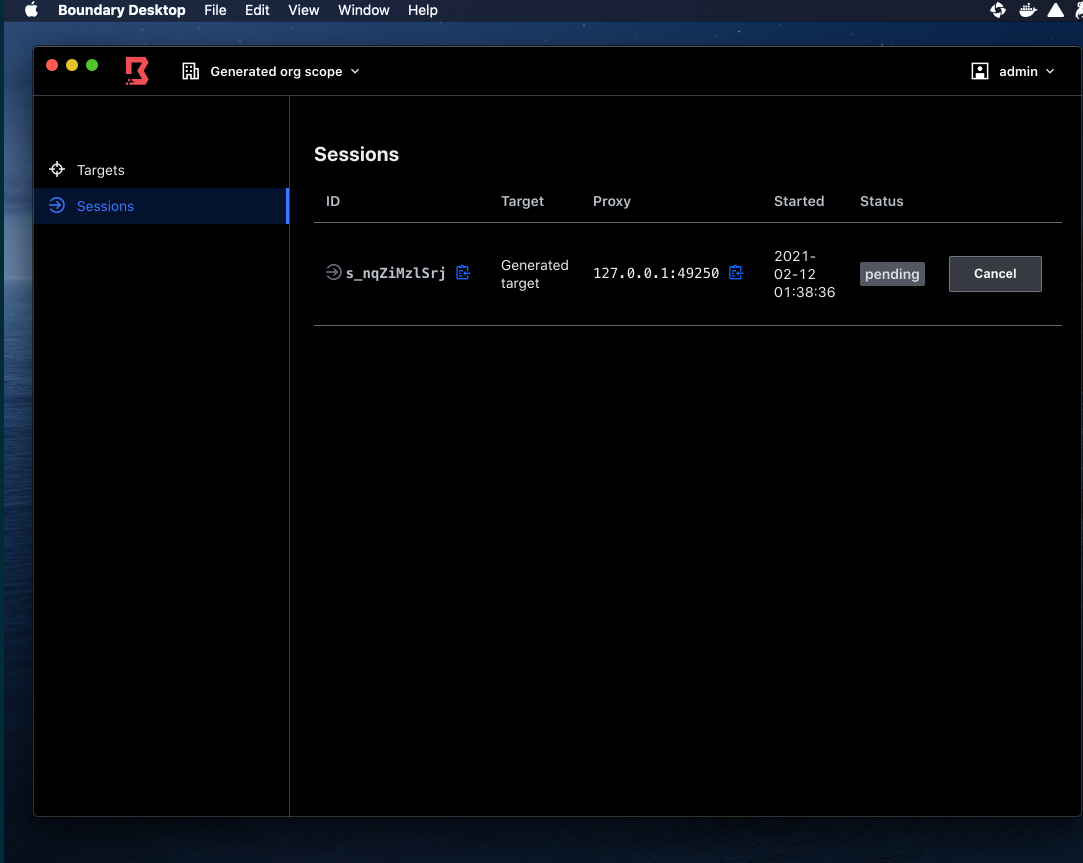 Boundary Desktop File Edit View Window Help
Generated org scope
admin
Targets
Sessions
Sessions
ID Target Proxy Started Status
s_nqZiMzlSrj
Generated
target
127.0.0.1:49250
2021-
02-12
01:38:36
pending
Cancel